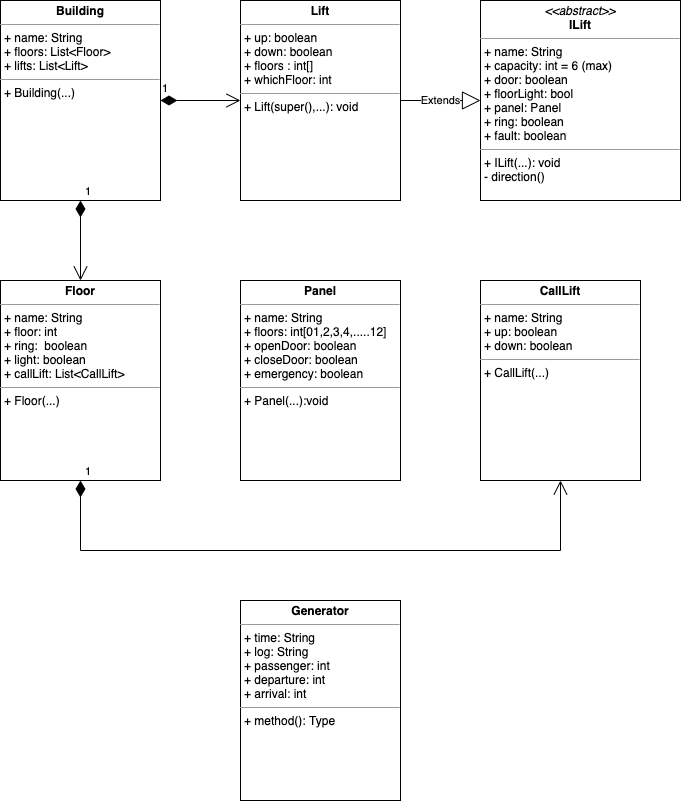 Building
+ name: String
+ floors: List<Floor>
+ lifts: List<Lift>
+ Building(...)
1
1
Lift
+ up: boolean
+ down: boolean
+ floors : int[]
+ whichFloor: int
+ Lift(super(),...): void
Extends
<<abstract>>
ILift
+ name: String
+ capacity: int = 6 (max)
+ door: boolean
+ floorLight: bool
+ panel: Panel
+ ring: boolean
+ fault: boolean
+ ILift(...): void
- direction()
Floor
+ name: String
+ floor: int
+ ring:  boolean
+ light: boolean
+ callLift: List<CallLift>
+ Floor(...)
1
Panel
+ name: String
+ floors: int[01,2,3,4,.....12]
+ openDoor: boolean
+ closeDoor: boolean
+ emergency: boolean
+ Panel(...):void
CallLift
+ name: String
+ up: boolean
+ down: boolean
+ CallLift(...)
Generator
+ time: String
+ log: String
+ passenger: int
+ departure: int
+ arrival: int
+ method(): Type